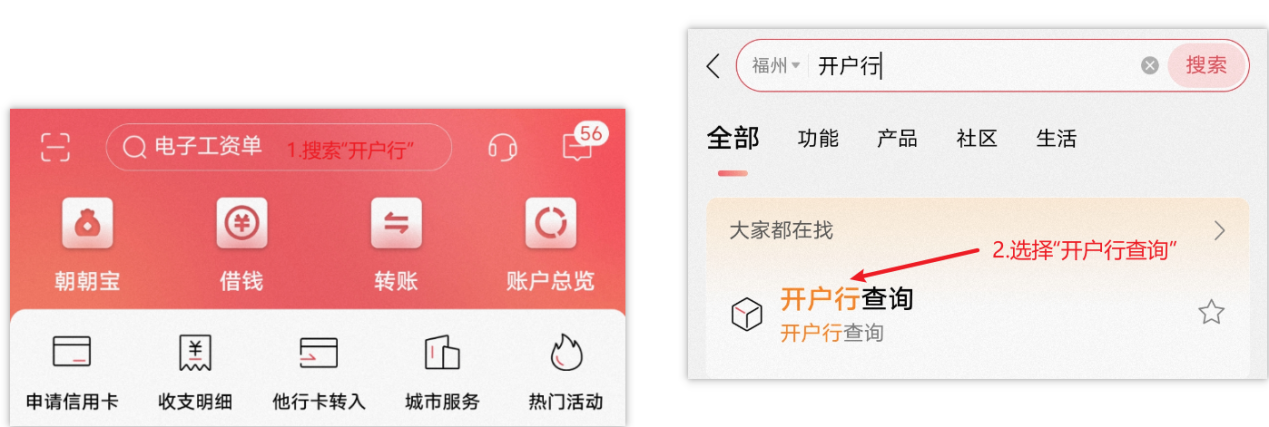 电子工资单
1.搜索“开户行”
56
朝朝宝
借钱
转账
账户总览
申请信用卡
收支明细
他行卡转入
城市服务
热门活动
福州
开户行
搜索
全部
功能
产品
社区
生活
大家都在找
2.选择“开户行查询”
开户行查询
开户行查询